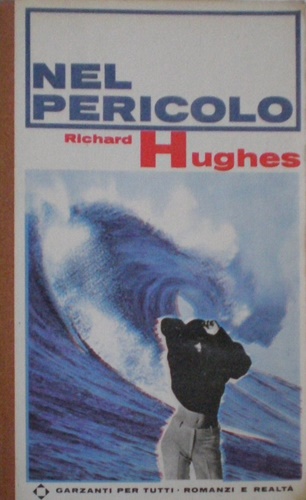 NEL
PERICOLO
Richard Hughes
GARZANTI PER TUTTI · ROMANZI E REALTÀ